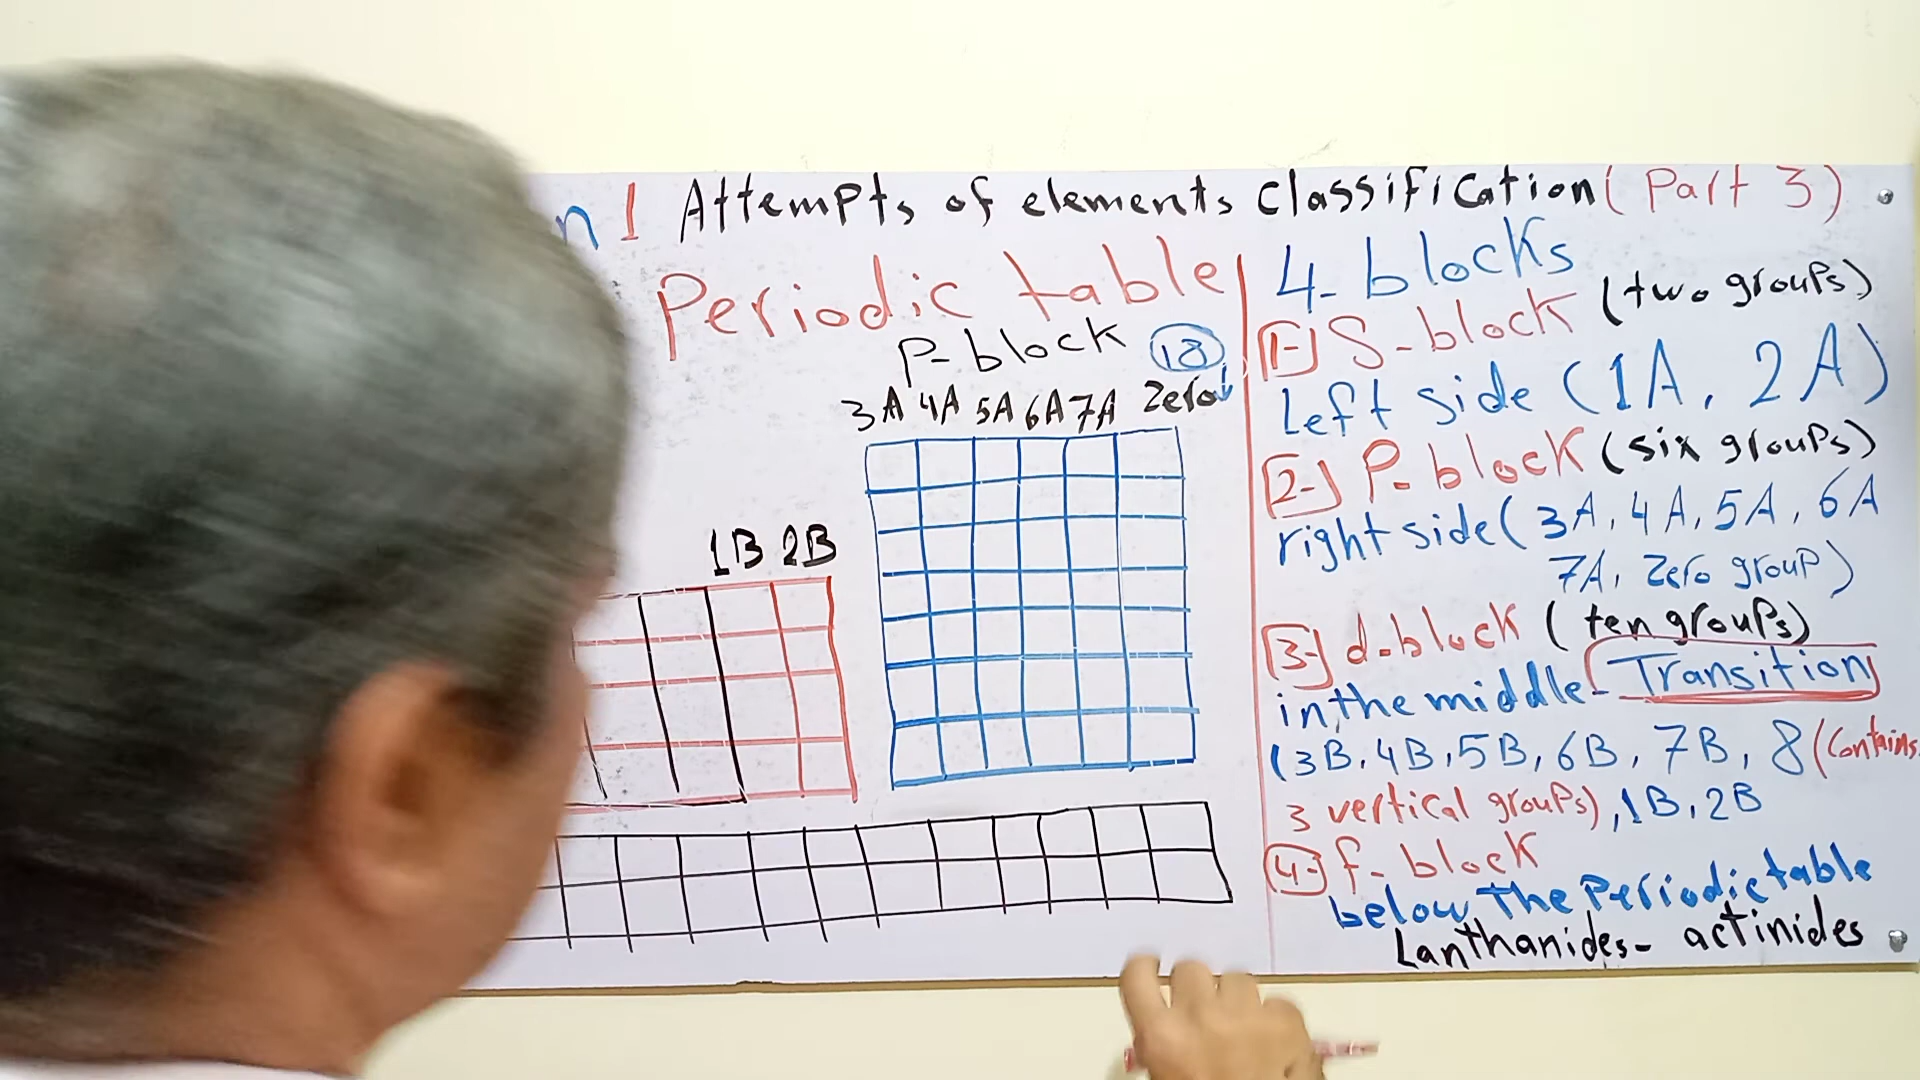 n 1 Attempts of elements classification (Part 3)
Periodic table
P-block 18
3A 4A 5A 6A 7A Zero
1B 2B
4- blocks
1- S-block (two groups)
Left side (1A, 2A)
2- P-block (six groups)
right side (3A, 4A, 5A, 6A
7A, Zero group)
3- d-block (ten groups)
in the middle - Transition
(3B, 4B, 5B, 6B, 7B, 8 (Contains
3 vertical groups), 1B, 2B
4- f-block
below The Periodic table
Lanthanides - actinides